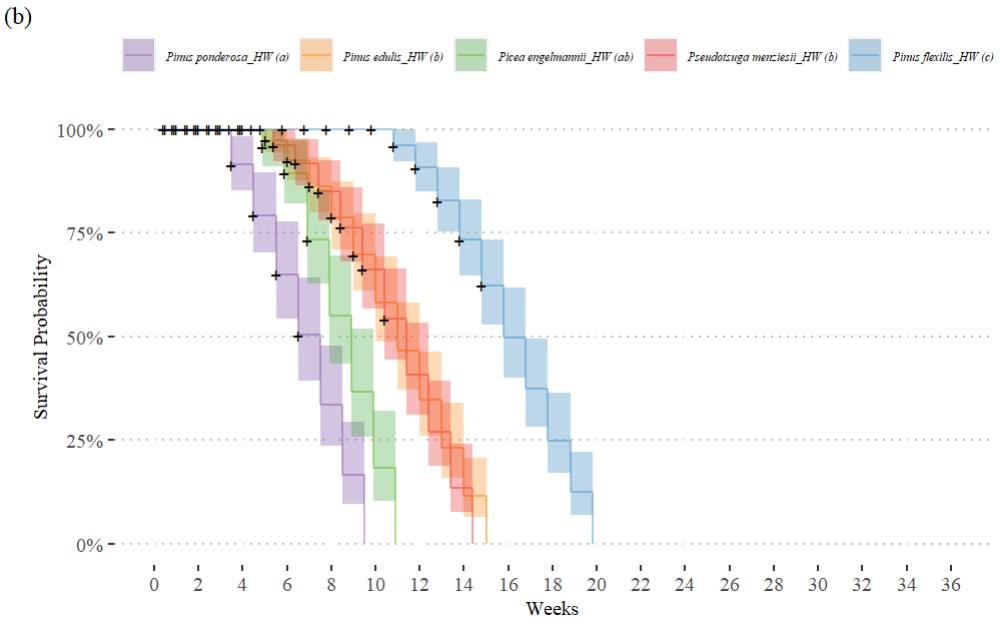 (b)
Pinus ponderosa_HW (a) Pinus edulis_HW (b) Picea engelmannii_HW (ab) Pseudotsuga menziesii_HW (b) Pinus flexilis_HW (c)
100%
75%
50%
25%
0%
Survival Probability
0 2 4 6 8 10 12 14 16 18 20 22 24 26 28 30 32 34 36
Weeks